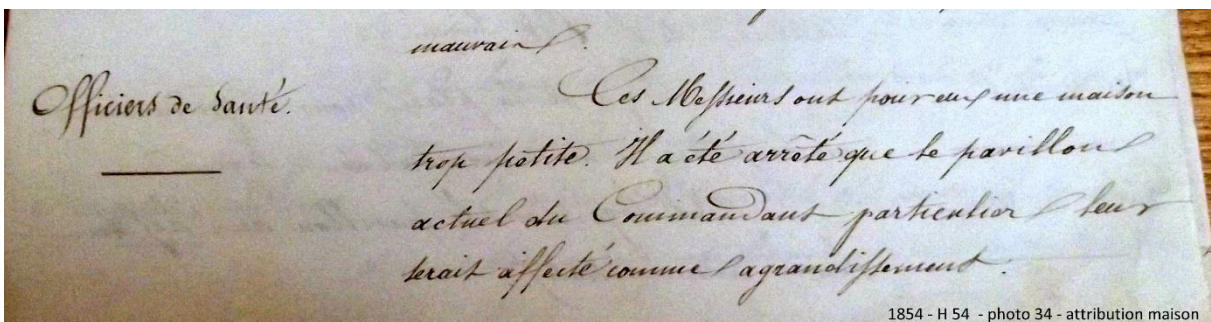 mauvais.
Officiers de Santé.
Ces Messieurs ont pour eux une maison
trop petite. Il a été arrêté que le pavillon
actuel du Commandant particulier leur
serait affecté comme agrandissement.
1854 - H 54 - photo 34 - attribution maison